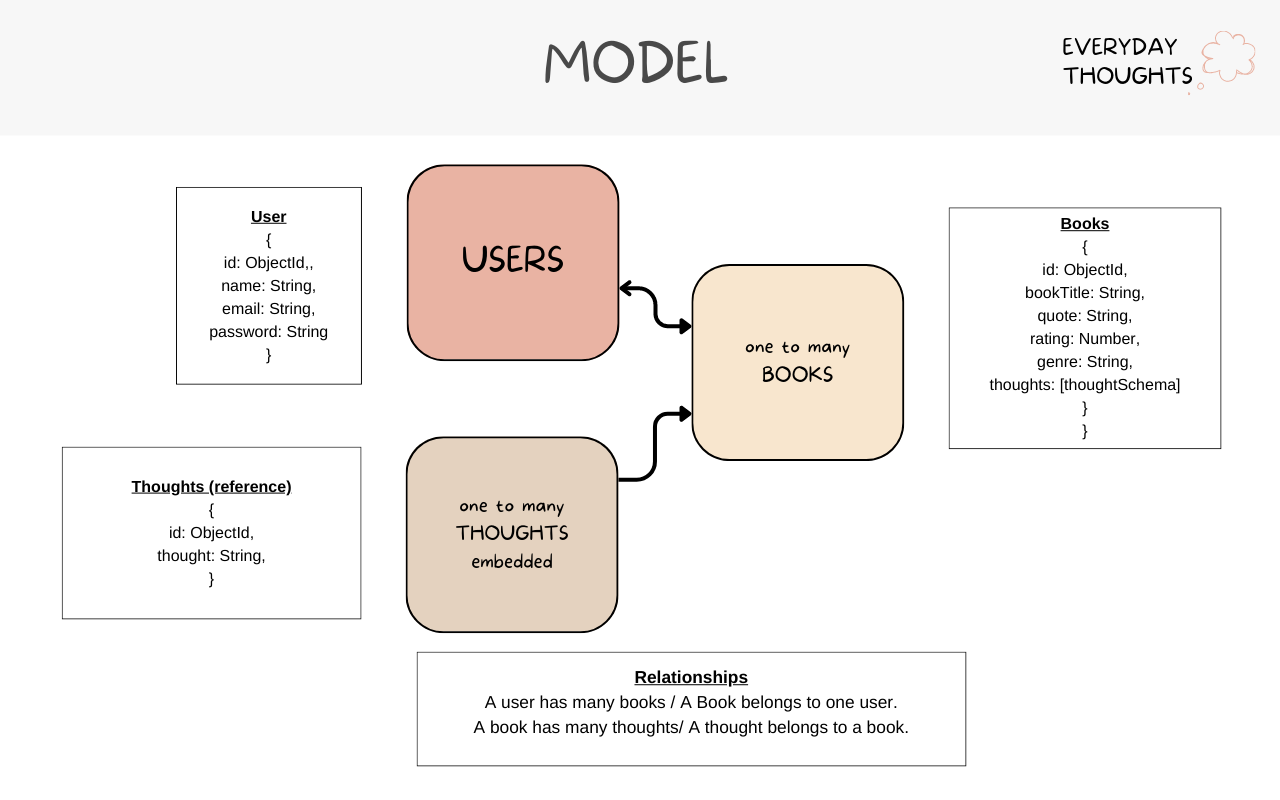 MODEL
EVERYDAY
THOUGHTS
User
{
id: ObjectId,,
name: String,
email: String,
password: String
}
USERS
Books
{
id: ObjectId,
bookTitle: String,
quote: String,
rating: Number,
genre: String,
thoughts: [thoughtSchema]
}
}
one to many
BOOKS
Thoughts (reference)
{
id: ObjectId,
thought: String,
}
one to many
THOUGHTS
embedded
Relationships
A user has many books / A Book belongs to one user.
A book has many thoughts/ A thought belongs to a book.